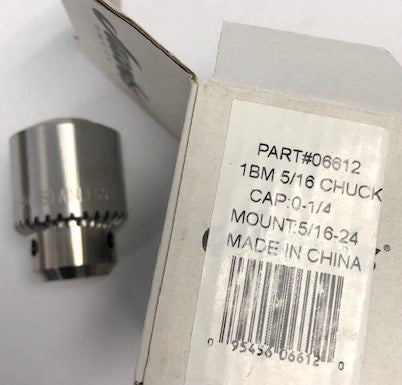 PART#06612
1BM 5/16 CHUCK
CAP:0-1/4
MOUNT:5/16-24
MADE IN CHINA
0 95456 06612 0